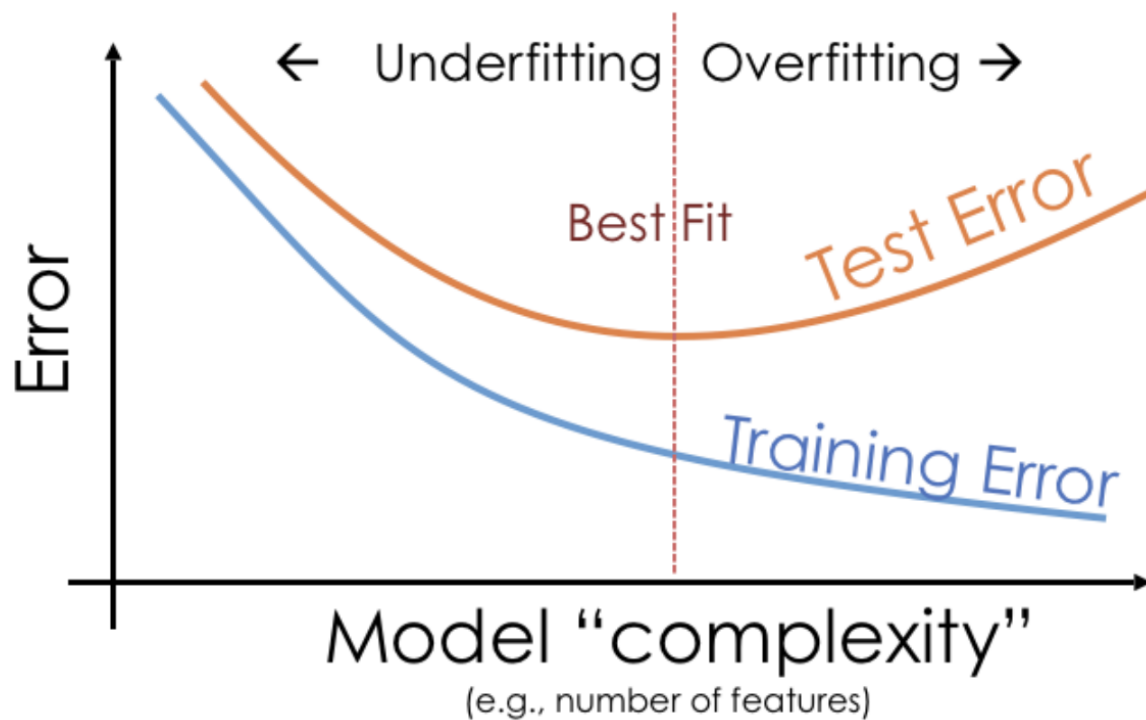 ← Underfitting Overfitting →
Best Fit
Test Error
Error
Training Error
Model “complexity”
(e.g., number of features)